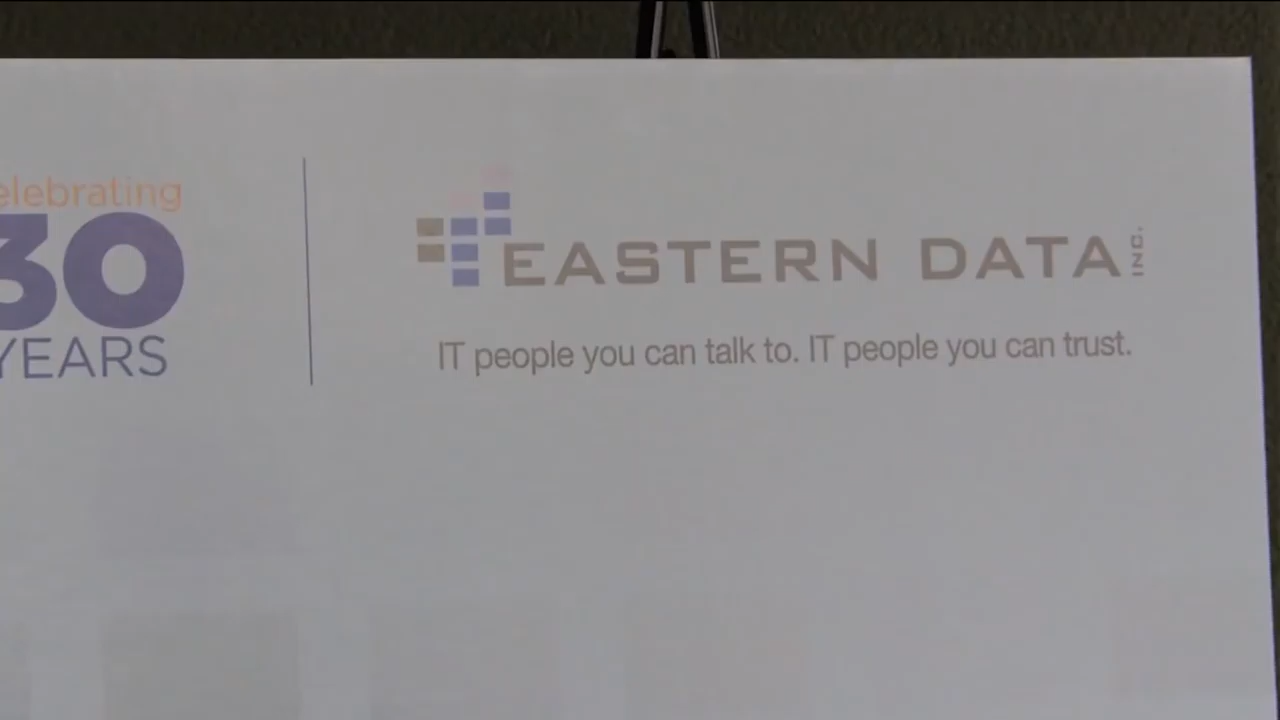 elebrating
30
YEARS
EASTERN DATA INC.
IT people you can talk to. IT people you can trust.